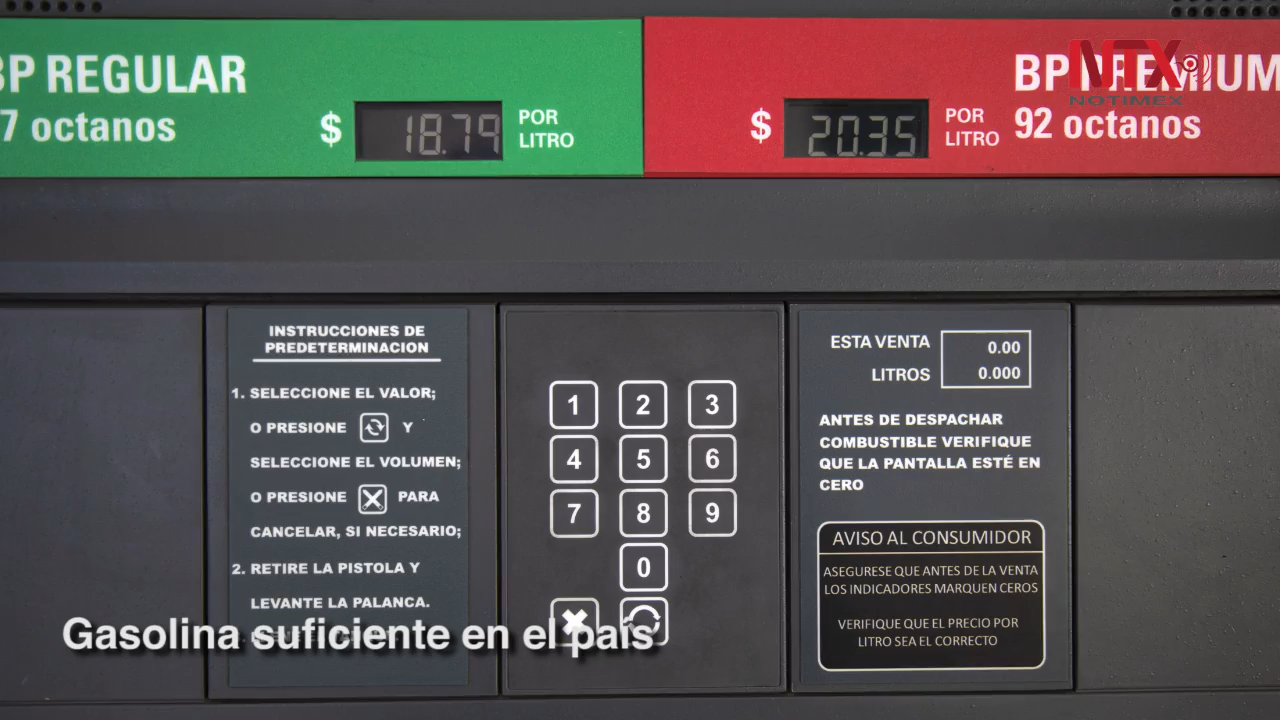 BP REGULAR
7 octanos
$ 18.79 POR LITRO
$ 20.35 POR LITRO
BP PREMIUM
92 octanos
NTX
NOTIMEX
INSTRUCCIONES DE
PREDETERMINACION
1. SELECCIONE EL VALOR;
O PRESIONE Y
SELECCIONE EL VOLUMEN;
O PRESIONE PARA
CANCELAR, SI NECESARIO;
2. RETIRE LA PISTOLA Y
LEVANTE LA PALANCA.
1 2 3
4 5 6
7 8 9
0
ESTA VENTA 0.00
LITROS 0.000
ANTES DE DESPACHAR
COMBUSTIBLE VERIFIQUE
QUE LA PANTALLA ESTÉ EN
CERO
AVISO AL CONSUMIDOR
ASEGURESE QUE ANTES DE LA VENTA
LOS INDICADORES MARQUEN CEROS
VERIFIQUE QUE EL PRECIO POR
LITRO SEA EL CORRECTO
Gasolina suficiente en el país